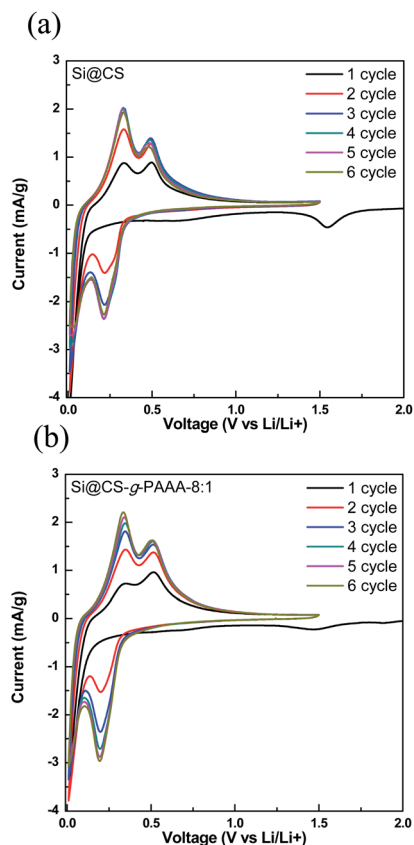 (a)
Si@CS
1 cycle
2 cycle
3 cycle
4 cycle
5 cycle
6 cycle
3
2
1
0
-1
-2
-3
-4
Current (mA/g)
0.0 0.5 1.0 1.5 2.0
Voltage (V vs Li/Li+)
(b)
Si@CS-g-PAAA-8:1
1 cycle
2 cycle
3 cycle
4 cycle
5 cycle
6 cycle
3
2
1
0
-1
-2
-3
-4
Current (mA/g)
0.0 0.5 1.0 1.5 2.0
Voltage (V vs Li/Li+)